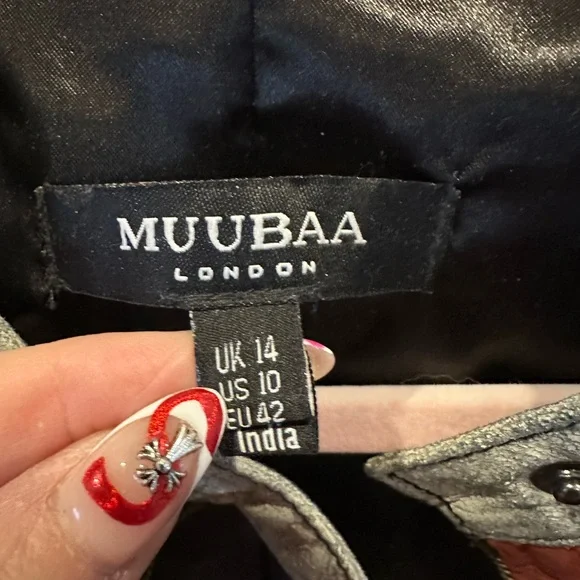 MUUBAA
LONDON
UK 14
US 10
EU 42
India